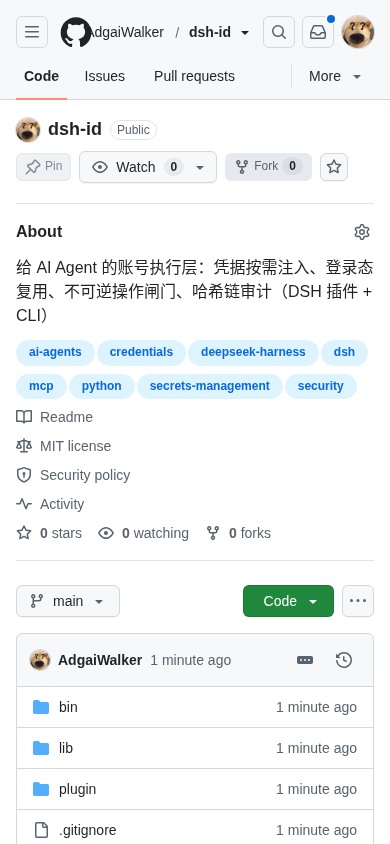 AdgaiWalker / dsh-id
Code Issues Pull requests More
dsh-id Public
Pin Watch 0 Fork 0
About
给 AI Agent 的账号执行层：凭据按需注入、登录态
复用、不可逆操作闸门、哈希链审计（DSH 插件 +
CLI）
ai-agents credentials deepseek-harness dsh
mcp python secrets-management security
Readme
MIT license
Security policy
Activity
0 stars 0 watching 0 forks
main Code
AdgaiWalker 1 minute ago
bin 1 minute ago
lib 1 minute ago
plugin 1 minute ago
.gitignore 1 minute ago